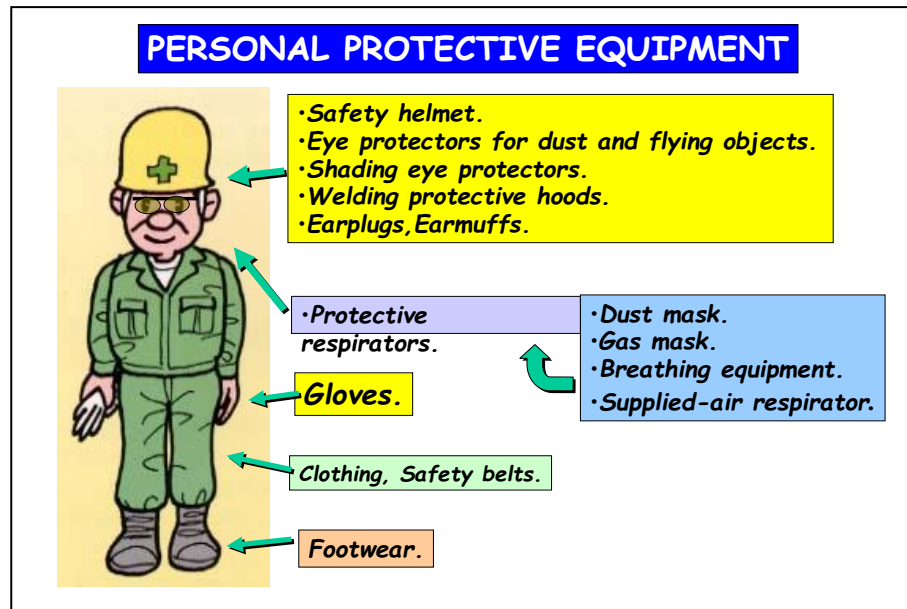 PERSONAL PROTECTIVE EQUIPMENT
・Safety helmet.
・Eye protectors for dust and flying objects.
・Shading eye protectors.
・Welding protective hoods.
・Earplugs,Earmuffs.
・Protective
respirators.
・Dust mask.
・Gas mask.
・Breathing equipment.
・Supplied-air respirator.
Gloves.
Clothing, Safety belts.
Footwear.